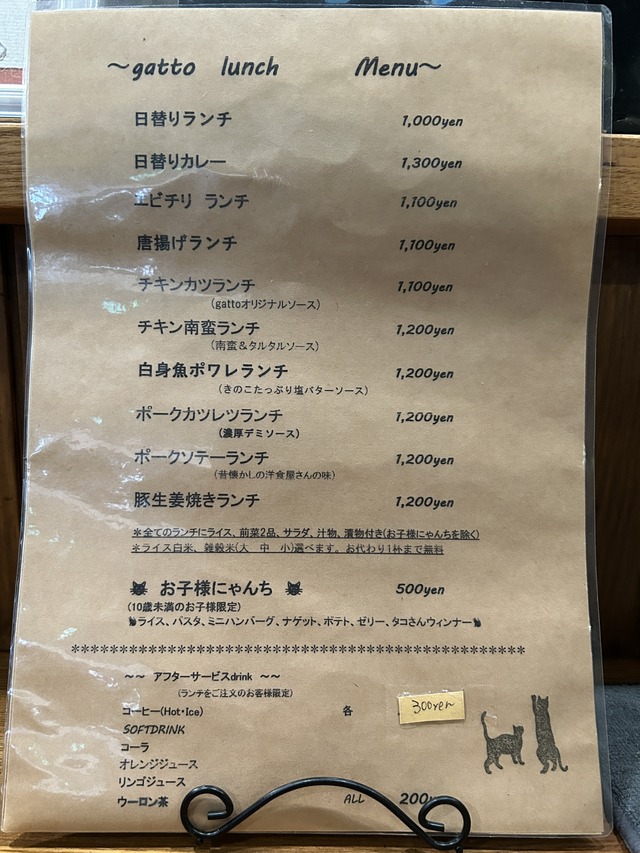 ～gatto lunch Menu～
日替りランチ 1,000yen
日替りカレー 1,300yen
エビチリ ランチ 1,100yen
唐揚げランチ 1,100yen
チキンカツランチ 1,100yen
(gattoオリジナルソース)
チキン南蛮ランチ 1,200yen
(南蛮＆タルタルソース)
白身魚ポワレランチ 1,200yen
(きのこたっぷり塩バターソース)
ポークカツレツランチ 1,200yen
(濃厚デミソース)
ポークソテーランチ 1,200yen
(昔懐かしの洋食屋さんの味)
豚生姜焼きランチ 1,200yen
＊全てのランチにライス、前菜2品、サラダ、汁物、漬物付き(お子様にゃんちを除く)
＊ライス白米、雑穀米(大 中 小)選べます。お代わり1杯まで無料
お子様にゃんち 500yen
(10歳未満のお子様限定)
ライス、パスタ、ミニハンバーグ、ナゲット、ポテト、ゼリー、タコさんウィンナー
＊＊＊＊＊＊＊＊＊＊＊＊＊＊＊＊＊＊＊＊＊＊＊＊＊＊＊＊＊＊＊＊＊＊＊＊＊＊＊＊＊＊＊＊
～～ アフターサービスdrink ～～
(ランチをご注文のお客様限定)
コーヒー(Hot・Ice) 各 300yen
SOFTDRINK
コーラ
オレンジジュース
リンゴジュース
ウーロン茶 ALL 200y